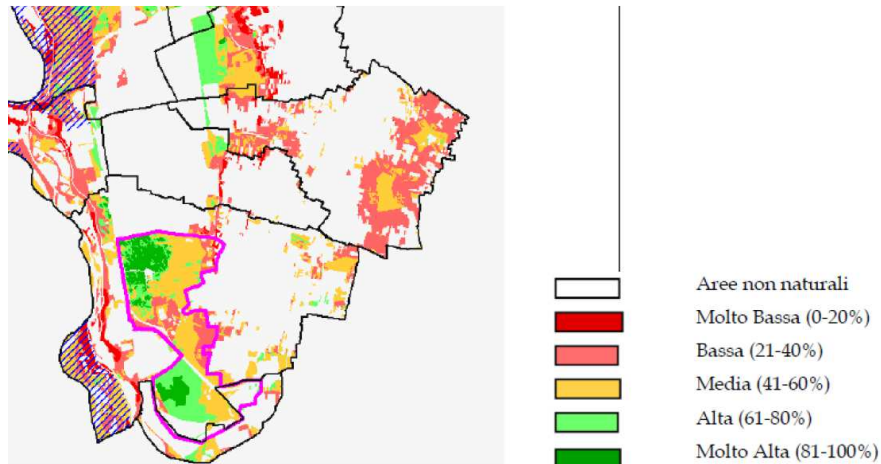 Aree non naturali
Molto Bassa (0-20%)
Bassa (21-40%)
Media (41-60%)
Alta (61-80%)
Molto Alta (81-100%)